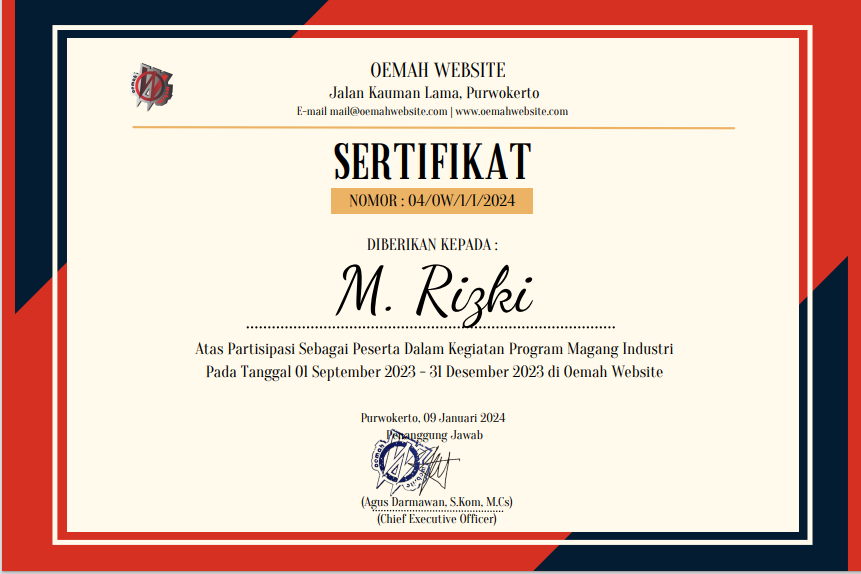 OEMAH WEBSITE
Jalan Kauman Lama, Purwokerto
E-mail mail@oemahwebsite.com | www.oemahwebsite.com
SERTIFIKAT
NOMOR : 04/OW/I/I/2024
DIBERIKAN KEPADA :
M. Rizki
Atas Partisipasi Sebagai Peserta Dalam Kegiatan Program Magang Industri
Pada Tanggal 01 September 2023 - 31 Desember 2023 di Oemah Website
Purwokerto, 09 Januari 2024
Penanggung Jawab
oemah
website
(Agus Darmawan, S.Kom, M.Cs)
(Chief Executive Officer)